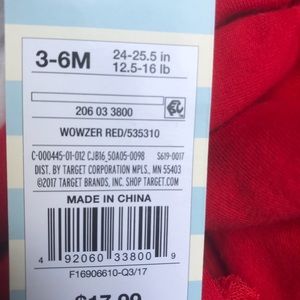 3-6M
24-25.5 in
12.5-16 lb
206 03 3800
WOWZER RED/535310
C-000445-01-012 CJB16_50A05-0098 S619-0017
DIST. BY TARGET CORPORATION MPLS., MN 55403
©2017 TARGET BRANDS, INC. SHOP TARGET.COM
MADE IN CHINA
4 92060 33800 9
F16906610-Q3/17
$17.99